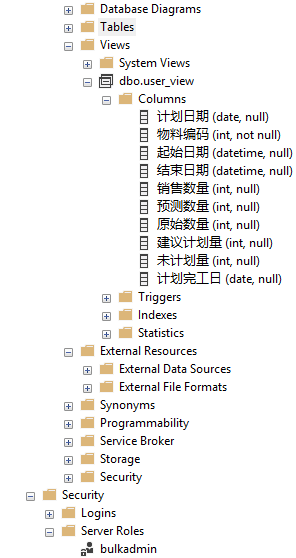 Database Diagrams
Tables
Views
System Views
dbo.user_view
Columns
计划日期 (date, null)
物料编码 (int, not null)
起始日期 (datetime, null)
结束日期 (datetime, null)
销售数量 (int, null)
预测数量 (int, null)
原始数量 (int, null)
建议计划量 (int, null)
未计划量 (int, null)
计划完工日 (date, null)
Triggers
Indexes
Statistics
External Resources
External Data Sources
External File Formats
Synonyms
Programmability
Service Broker
Storage
Security
Security
Logins
Server Roles
bulkadmin